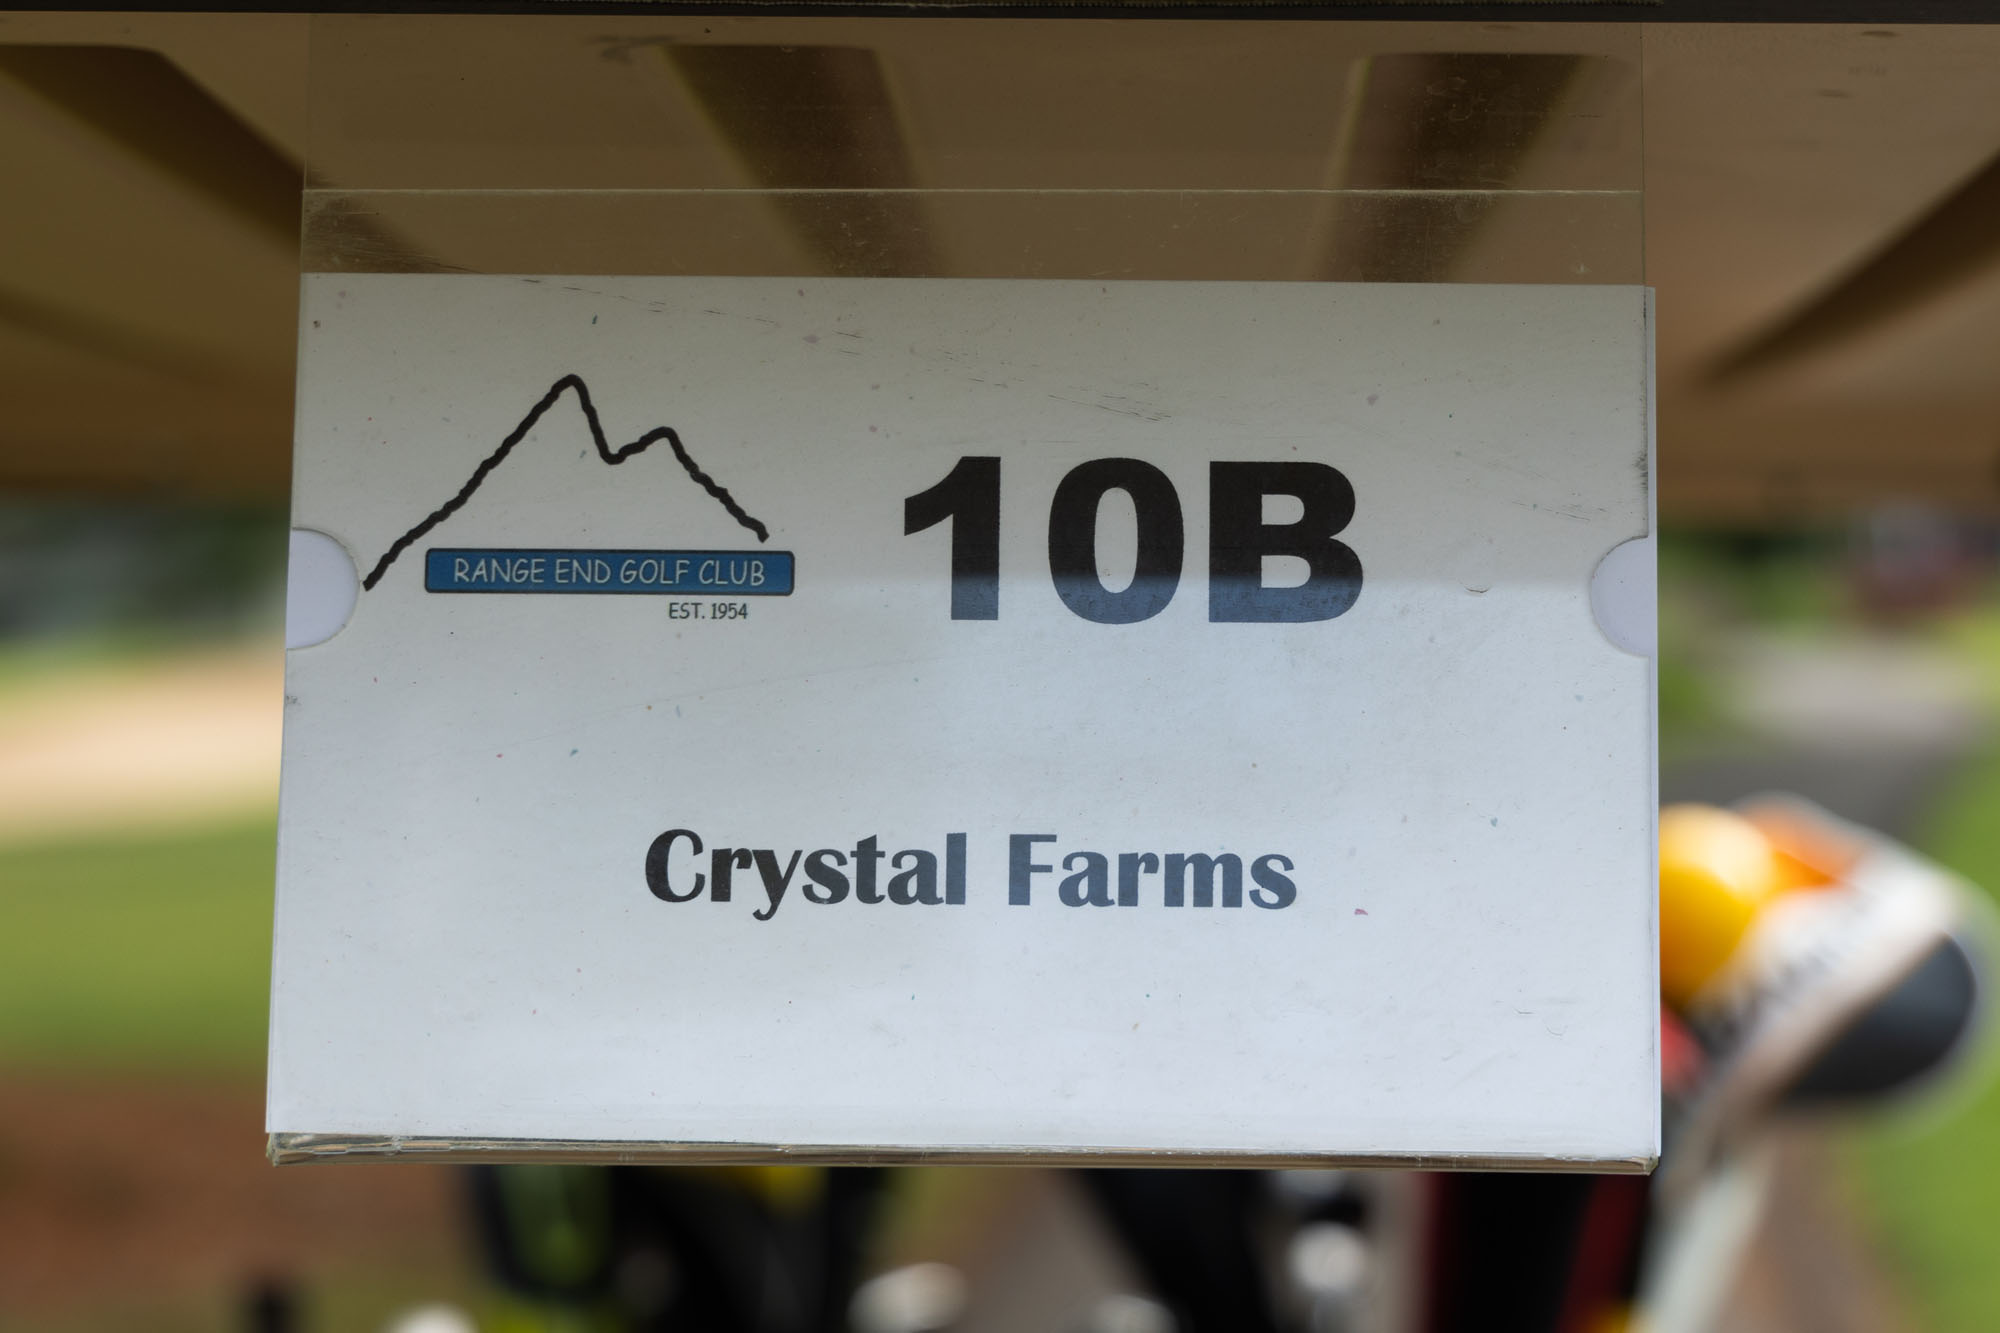 RANGE END GOLF CLUB
EST. 1954
10B
Crystal Farms